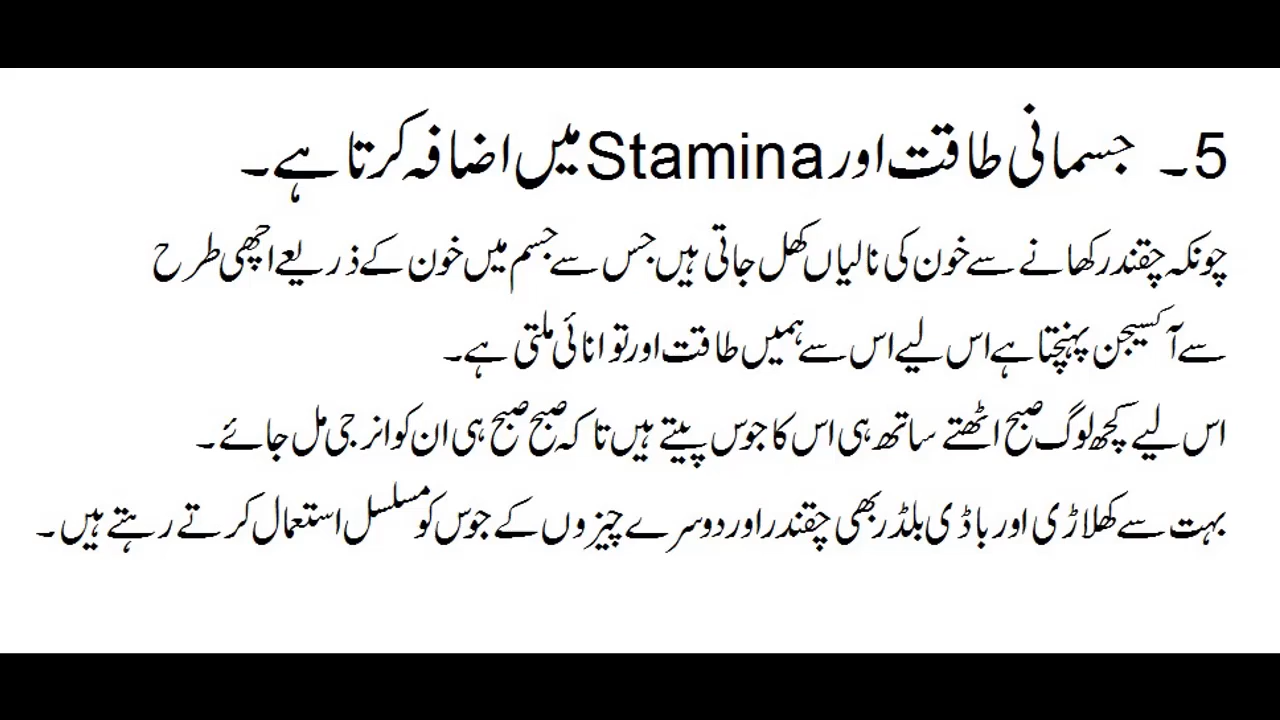 5۔ جسمانی طاقت اور Stamina میں اضافہ کرتا ہے۔
چونکہ چقندر کھانے سے خون کی نالیاں کھل جاتی ہیں جس سے جسم میں خون کے ذریعے اچھی طرح
سے آکسیجن پہنچتا ہے اس لیے اس سے ہمیں طاقت اور توانائی ملتی ہے۔
اس لیے کچھ لوگ صبح اٹھتے ساتھ ہی اس کا جوس پیتے ہیں تاکہ صبح صبح ہی ان کو انرجی مل جائے۔
بہت سے کھلاڑی اور باڈی بلڈر بھی چقندر اور دوسرے چیزوں کے جوس کو مسلسل استعمال کرتے رہتے ہیں۔